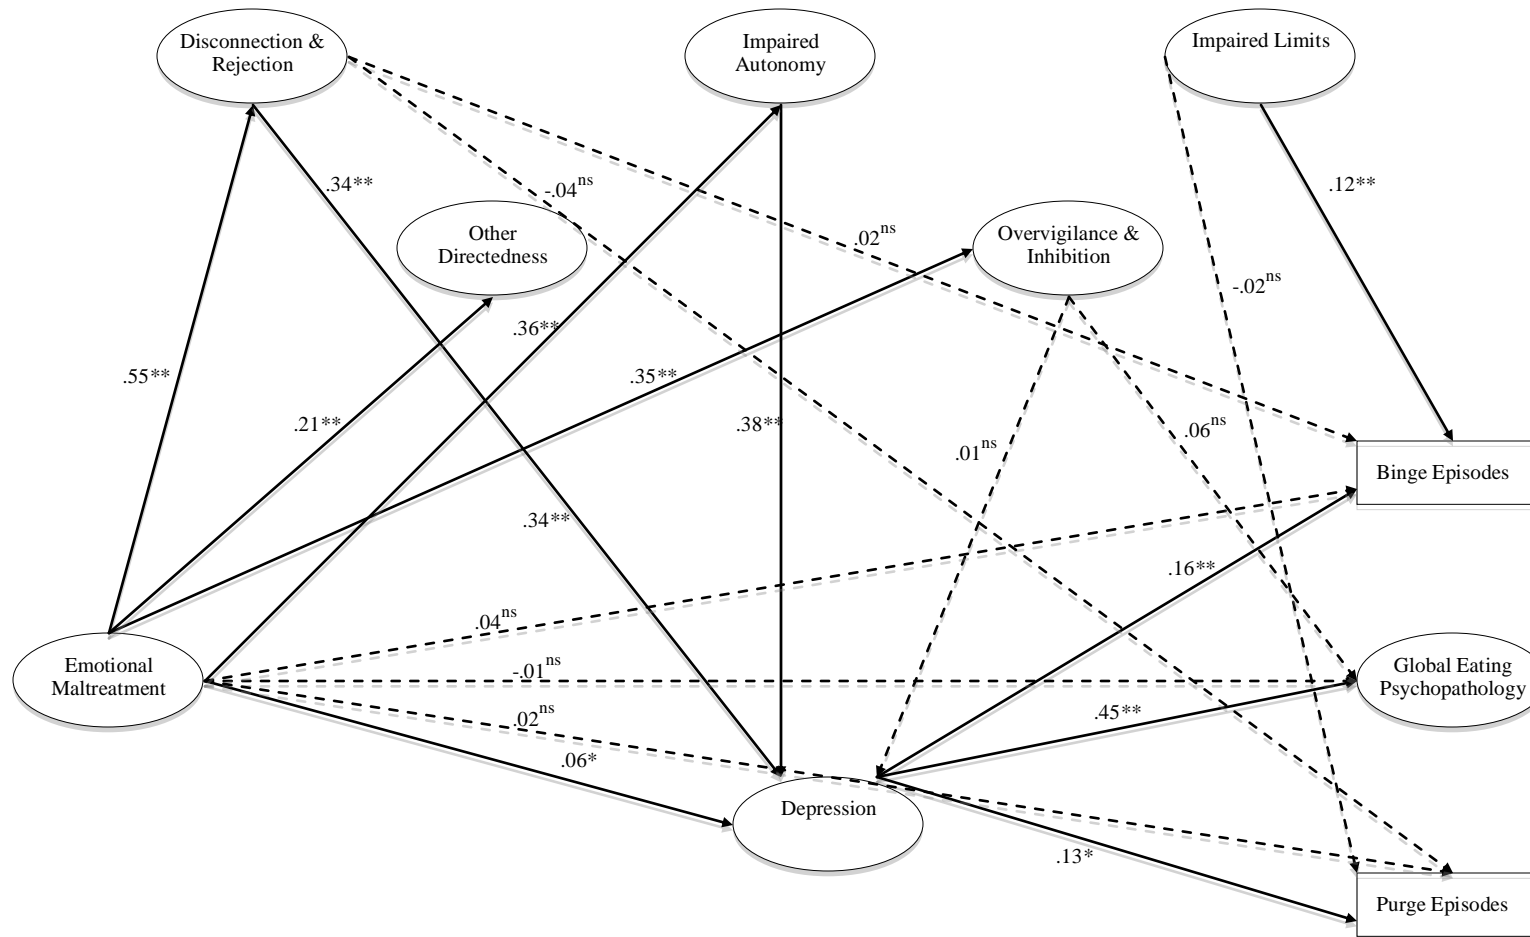 Disconnection &
Rejection
Impaired
Autonomy
Impaired Limits
.34**
-.04ns
.12**
Other
Directedness
.02ns
Overvigilance &
Inhibition
-.02ns
.36**
.55**
.35**
.21**
.38**
.01ns
.06ns
Binge Episodes
.34**
.16**
.04ns
Emotional
Maltreatment
-.01ns
Global Eating
Psychopathology
.02ns
.45**
.06*
Depression
.13*
Purge Episodes